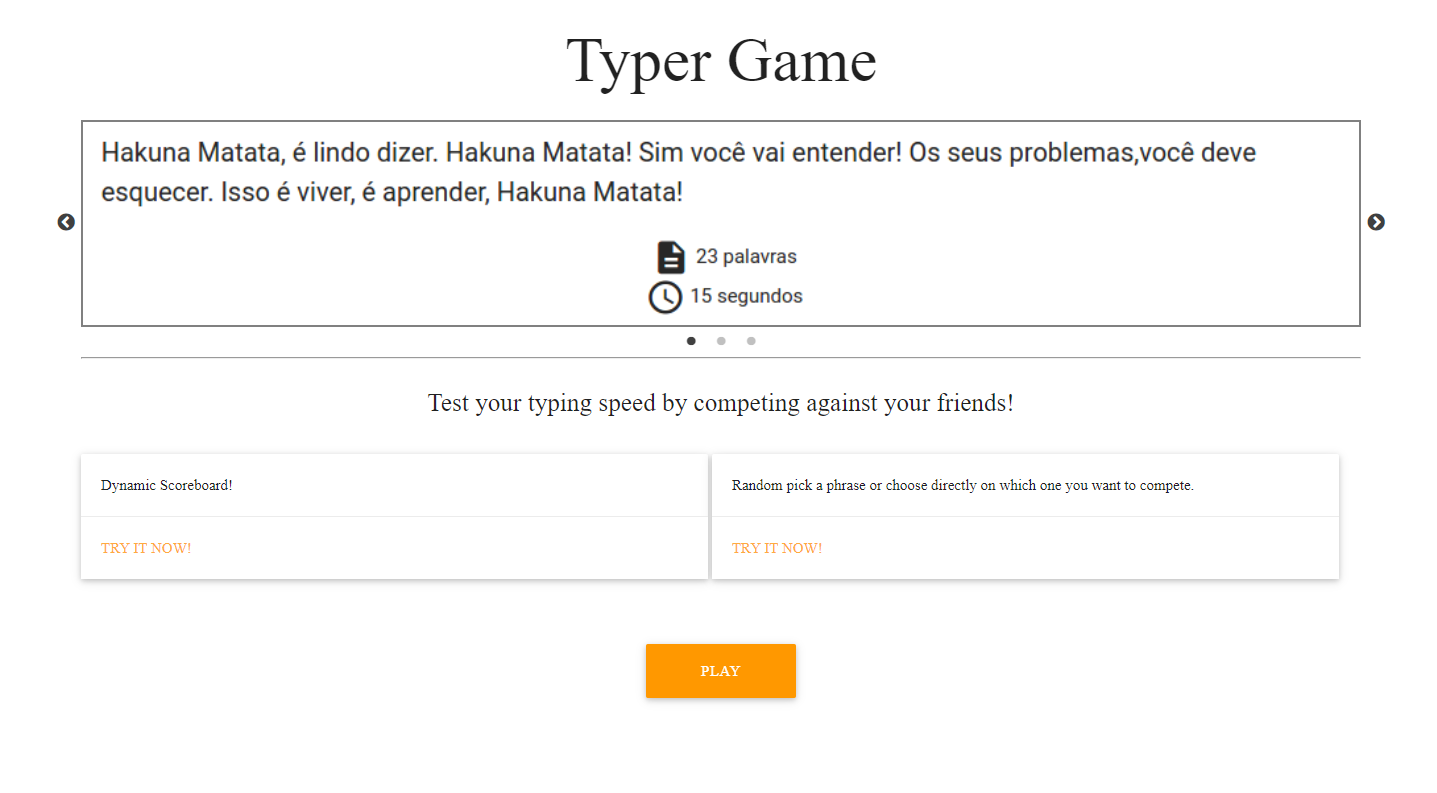 Typer Game
Hakuna Matata, é lindo dizer. Hakuna Matata! Sim você vai entender! Os seus problemas,você deve
esquecer. Isso é viver, é aprender, Hakuna Matata!
23 palavras
15 segundos
Test your typing speed by competing against your friends!
Dynamic Scoreboard!
TRY IT NOW!
Random pick a phrase or choose directly on which one you want to compete.
TRY IT NOW!
PLAY